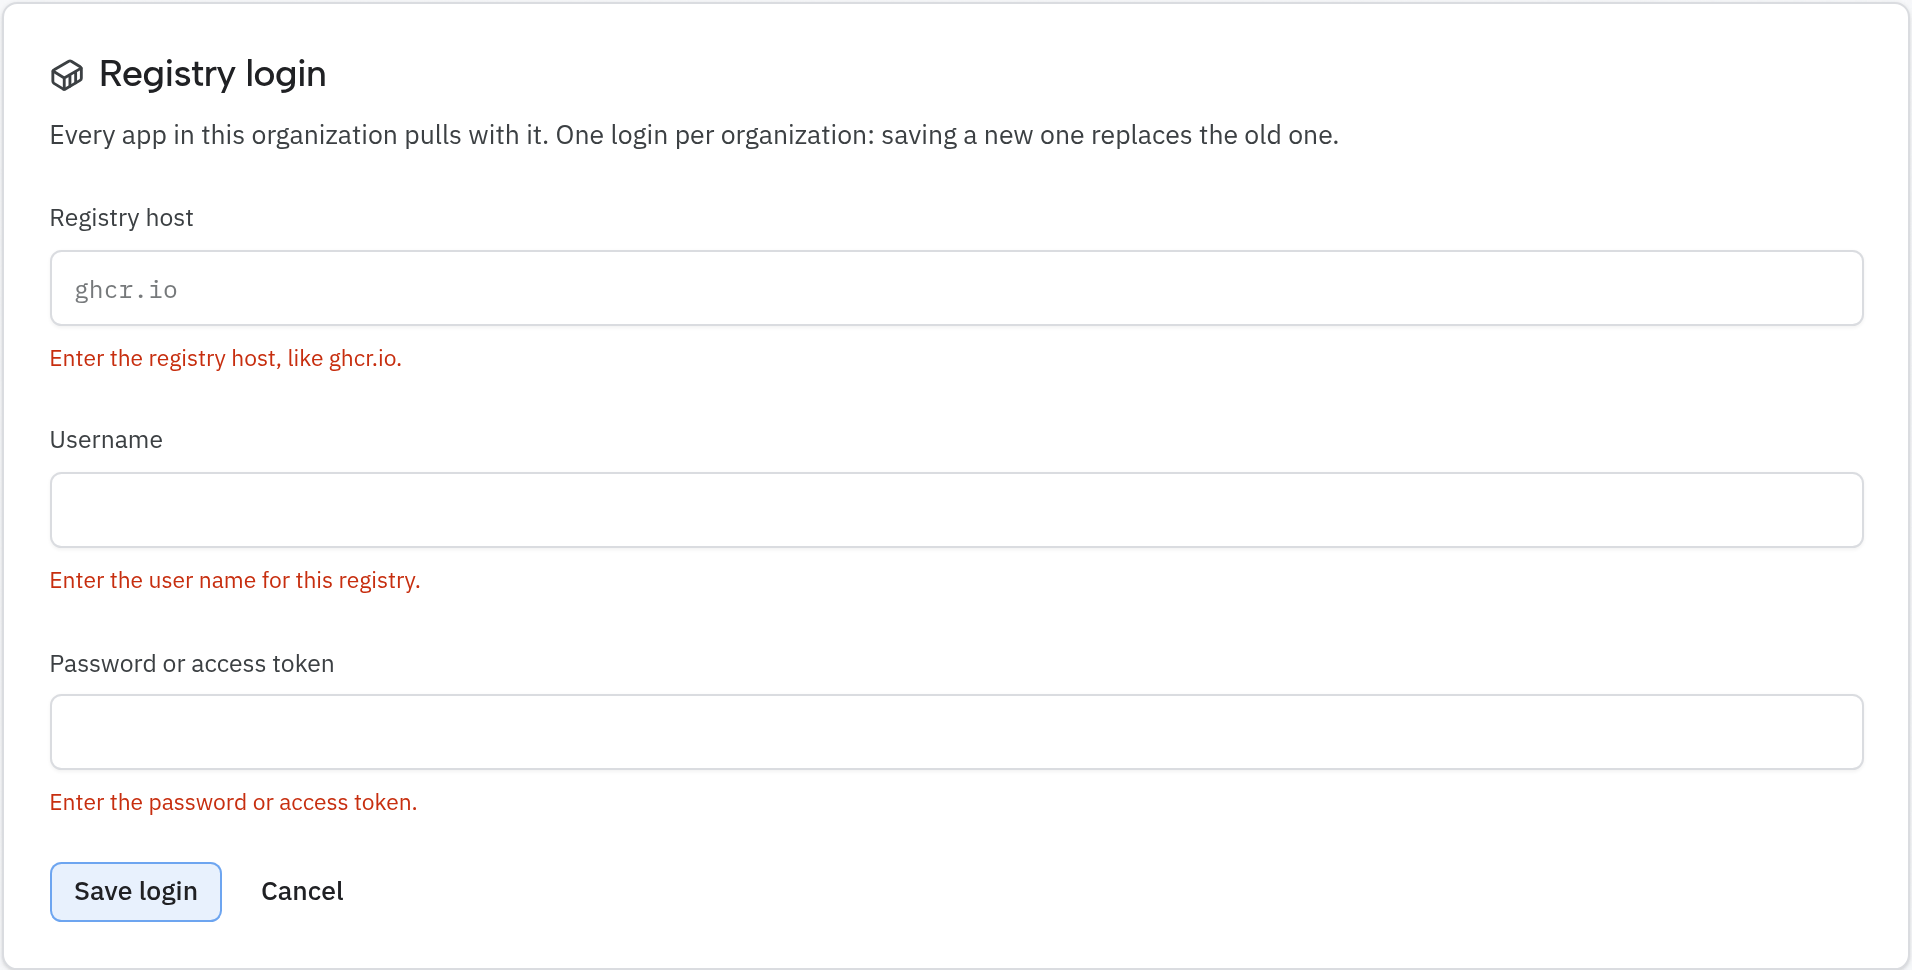 Registry login
Every app in this organization pulls with it. One login per organization: saving a new one replaces the old one.
Registry host
ghcr.io
Enter the registry host, like ghcr.io.
Username
Enter the user name for this registry.
Password or access token
Enter the password or access token.
Save login
Cancel